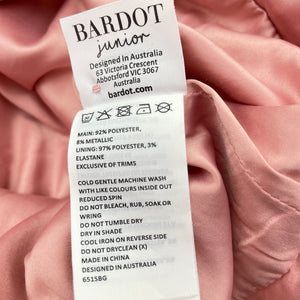 BARDOT
junior
Designed in Australia
63 Victoria Crescent
Abbotsford VIC 3067
Australia
bardot.com
MAIN: 92% POLYESTER,
8% METALLIC
LINING: 97% POLYESTER, 3%
ELASTANE
EXCLUSIVE OF TRIMS
COLD GENTLE MACHINE WASH
WITH LIKE COLOURS INSIDE OUT
REDUCED SPIN
DO NOT BLEACH, RUB, SOAK OR
WRING
DO NOT TUMBLE DRY
DRY IN SHADE
COOL IRON ON REVERSE SIDE
DO NOT DRYCLEAN (X)
MADE IN CHINA
DESIGNED IN AUSTRALIA
651SBG